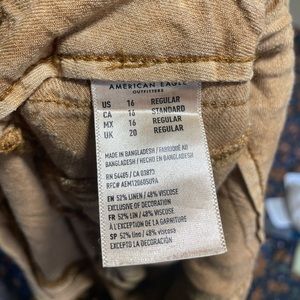 AMERICAN EAGLE
OUTFITTERS
US 16 REGULAR
CA 16 STANDARD
MX 16 REGULAR
UK 20 REGULAR
MADE IN BANGLADESH / FABRIQUÉ AU
BANGLADESH / HECHO EN BANGLADESH
RN 54485 / CA 03873
RFC# AEMT20605U9A
EN 52% LINEN / 48% VISCOSE
EXCLUSIVE OF DECORATION
FR 52% LIN / 48% VISCOSE
À L'EXCEPTION DE LA GARNITURE
SP 52% lino / 48% viscosa
EXCEPTO LA DECORACIÓN